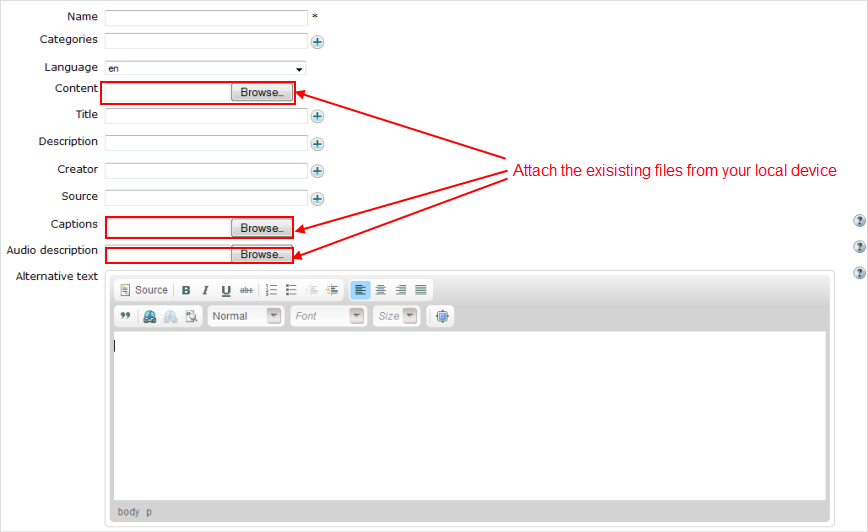 Name *
Categories
Language en
Content Browse...
Title
Description
Creator
Attach the exisisting files from your local device
Source
Captions Browse...
Audio description Browse...
Alternative text
Source B I U abc
Normal Font Size
body p